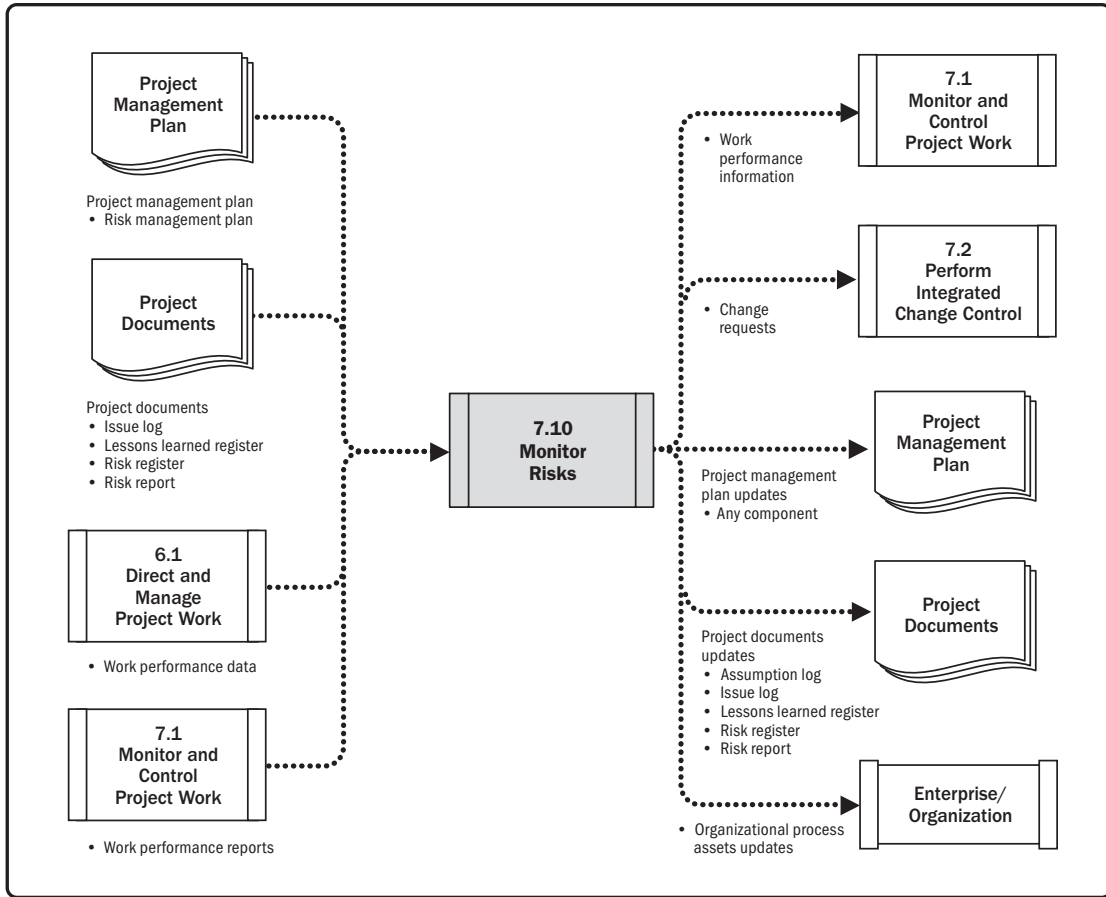 Project
Management
Plan
Project management plan
• Risk management plan
Project
Documents
Project documents
• Issue log
• Lessons learned register
• Risk register
• Risk report
6.1
Direct and
Manage
Project Work
• Work performance data
7.1
Monitor and
Control
Project Work
• Work performance reports
7.10
Monitor
Risks
7.1
Monitor and
Control
Project Work
• Work
performance
information
7.2
Perform
Integrated
Change Control
• Change
requests
Project
Management
Plan
Project management
plan updates
• Any component
Project
Documents
Project documents
updates
• Assumption log
• Issue log
• Lessons learned register
• Risk register
• Risk report
Enterprise/
Organization
• Organizational process
assets updates